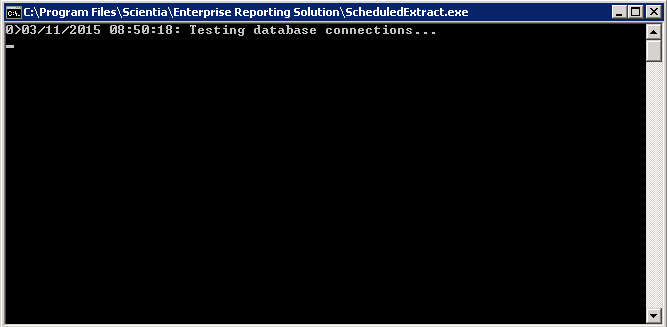 C:\Program Files\Scientia\Enterprise Reporting Solution\ScheduledExtract.exe
0>03/11/2015 08:50:18: Testing database connections...